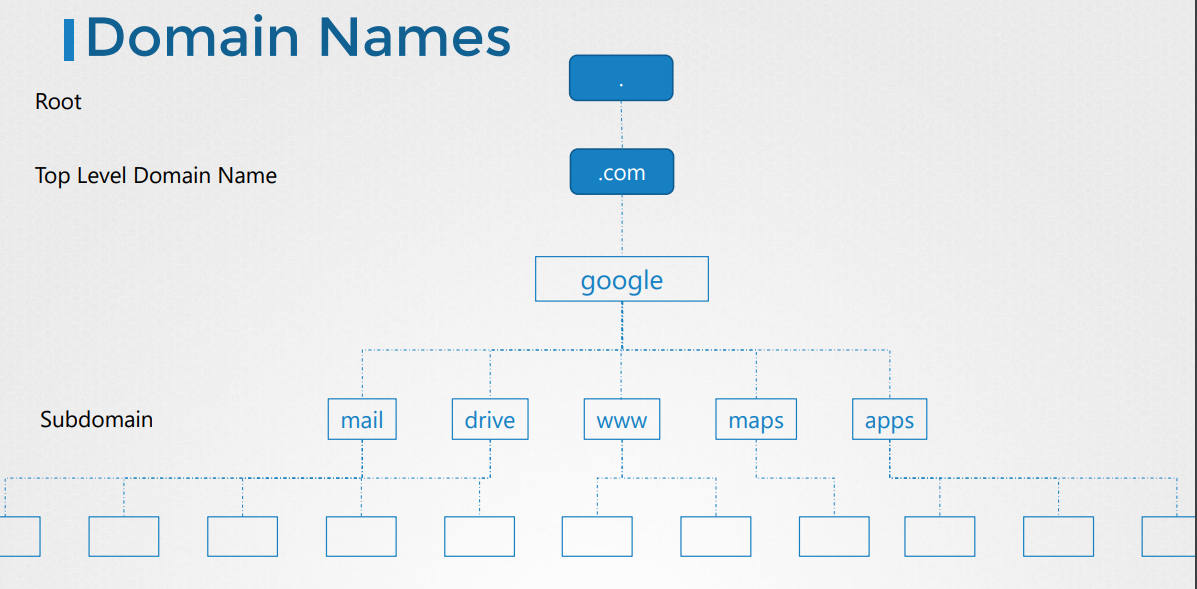 Domain Names
.
Root
.com
Top Level Domain Name
google
Subdomain
mail
drive
www
maps
apps